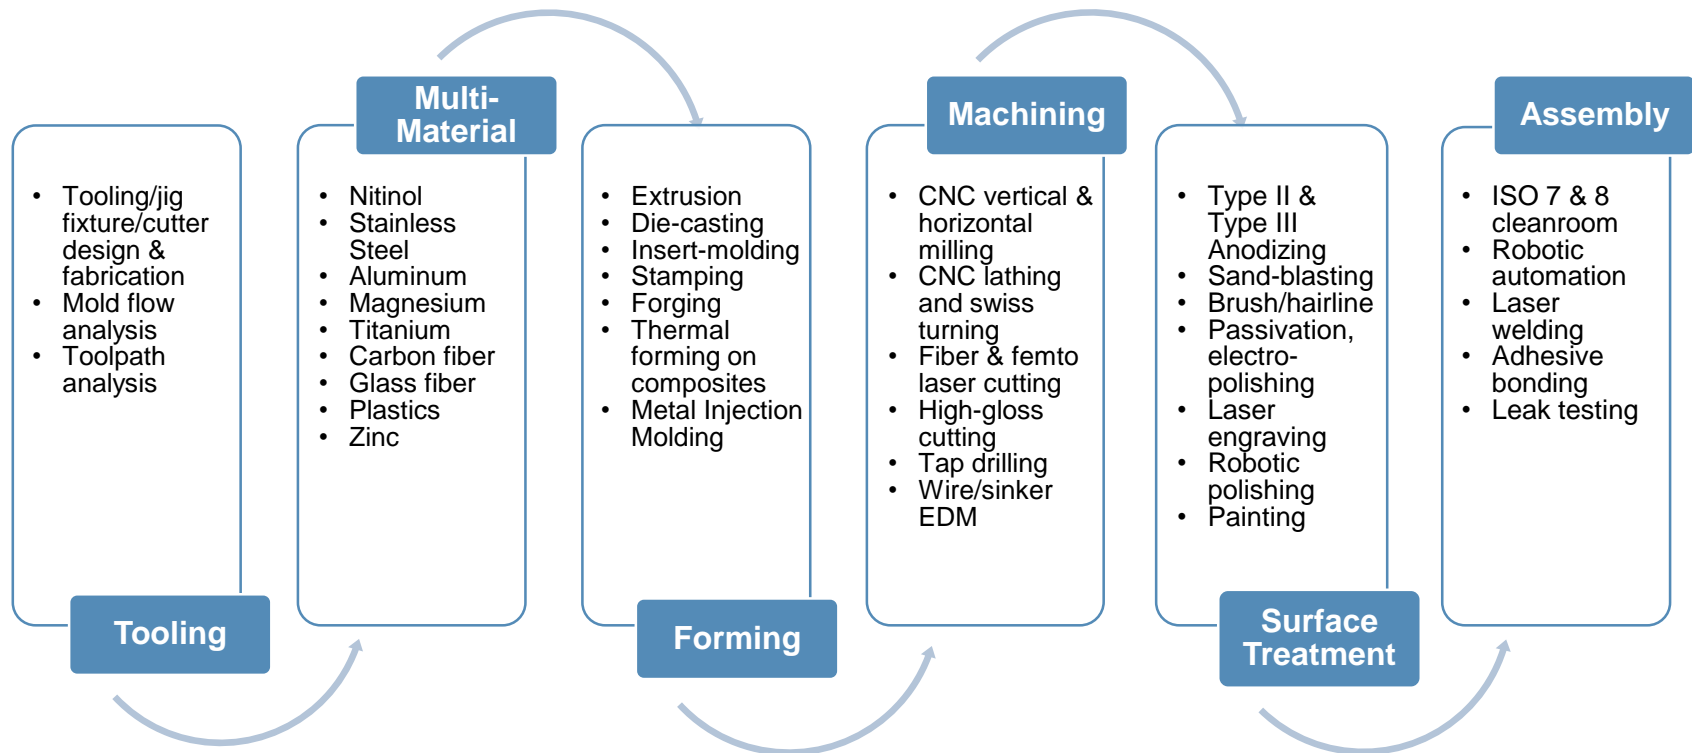 • Tooling/jig
fixture/cutter
design &
fabrication
• Mold flow
analysis
• Toolpath
analysis
Tooling
Multi-
Material
• Nitinol
• Stainless
Steel
• Aluminum
• Magnesium
• Titanium
• Carbon fiber
• Glass fiber
• Plastics
• Zinc
• Extrusion
• Die-casting
• Insert-molding
• Stamping
• Forging
• Thermal
forming on
composites
• Metal Injection
Molding
Forming
Machining
• CNC vertical &
horizontal
milling
• CNC lathing
and swiss
turning
• Fiber & femto
laser cutting
• High-gloss
cutting
• Tap drilling
• Wire/sinker
EDM
• Type II &
Type III
Anodizing
• Sand-blasting
• Brush/hairline
• Passivation,
electro-
polishing
• Laser
engraving
• Robotic
polishing
• Painting
Surface
Treatment
Assembly
• ISO 7 & 8
cleanroom
• Robotic
automation
• Laser
welding
• Adhesive
bonding
• Leak testing